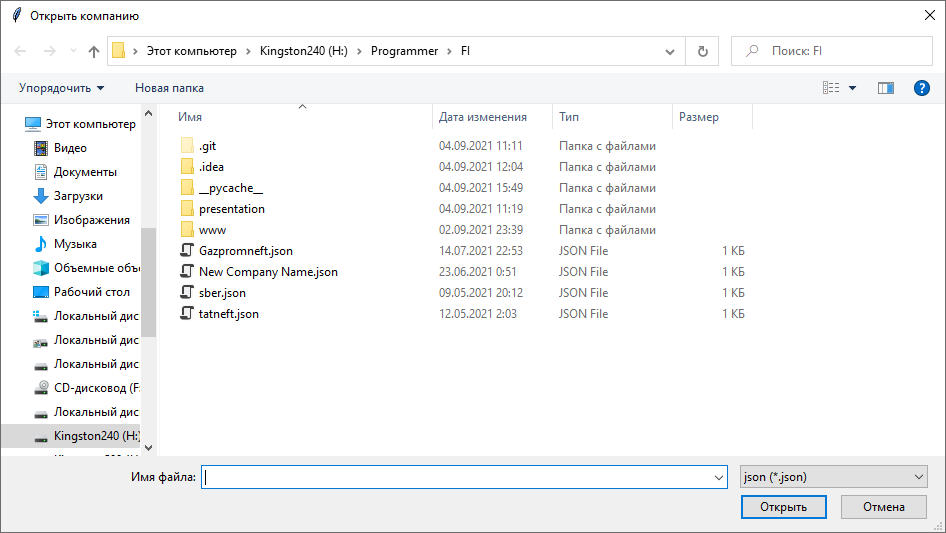 Открыть компанию
Этот компьютер > Kingston240 (H:) > Programmer > FI
Поиск: FI
Упорядочить
Новая папка
Имя Дата изменения Тип Размер
Этот компьютер
Видео
Документы
Загрузки
Изображения
Музыка
Объемные объ
Рабочий стол
Локальный дис
Локальный дис
Локальный дис
CD-дисковод (F:
Локальный дис
Kingston240 (H:)
.git 04.09.2021 11:11 Папка с файлами
.idea 04.09.2021 12:04 Папка с файлами
__pycache__ 04.09.2021 15:49 Папка с файлами
presentation 04.09.2021 11:19 Папка с файлами
www 02.09.2021 23:39 Папка с файлами
Gazpromneft.json 14.07.2021 22:53 JSON File 1 КБ
New Company Name.json 23.06.2021 0:51 JSON File 1 КБ
sber.json 09.05.2021 20:12 JSON File 1 КБ
tatneft.json 12.05.2021 2:03 JSON File 1 КБ
Имя файла:
json (*.json)
Открыть
Отмена